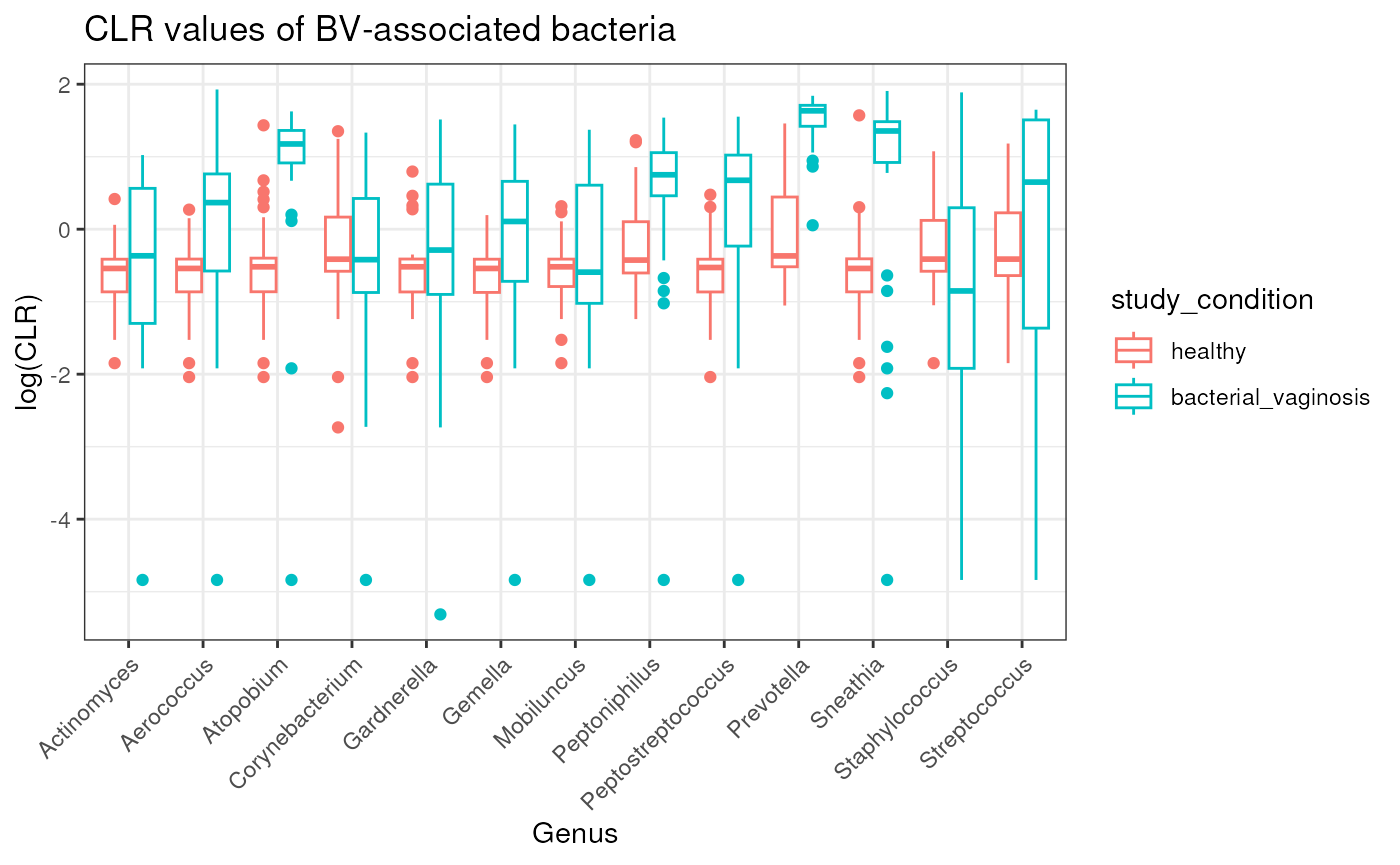 CLR values of BV-associated bacteria
log(CLR)
2
0
-2
-4
Actinomyces
Aerococcus
Atopobium
Corynebacterium
Gardnerella
Gemella
Mobiluncus
Peptoniphilus
Peptostreptococcus
Prevotella
Sneathia
Staphylococcus
Streptococcus
Genus
study_condition
healthy
bacterial_vaginosis